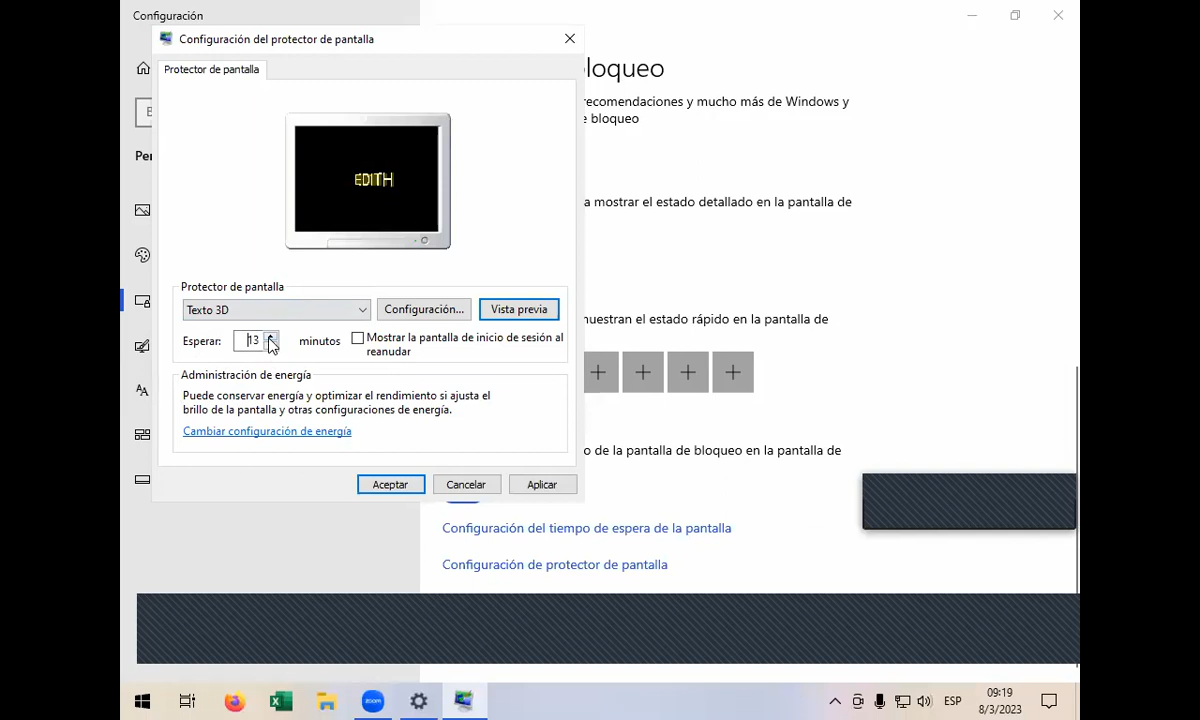 Configuración
Configuración del protector de pantalla
Protector de pantalla
EDITH
Protector de pantalla
Texto 3D
Configuración...
Vista previa
Esperar:
13
minutos
Mostrar la pantalla de inicio de sesión al
reanudar
Administración de energía
Puede conservar energía y optimizar el rendimiento si ajusta el
brillo de la pantalla y otras configuraciones de energía.
Cambiar configuración de energía
Aceptar
Cancelar
Aplicar
loqueo
recomendaciones y mucho más de Windows y
e bloqueo
a mostrar el estado detallado en la pantalla de
uestran el estado rápido en la pantalla de
o de la pantalla de bloqueo en la pantalla de
Configuración del tiempo de espera de la pantalla
Configuración de protector de pantalla
zoom
ESP
09:19
8/3/2023